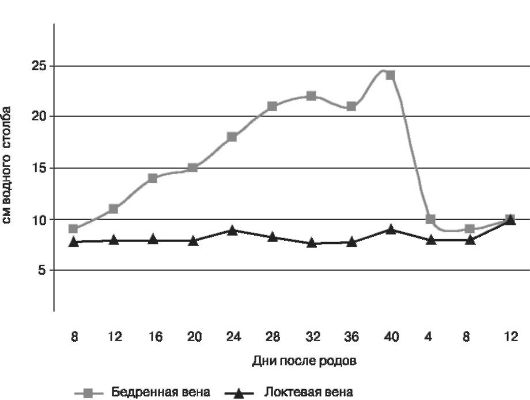 см водного столба
25
20
15
10
5
8 12 16 20 24 28 32 36 40 4 8 12
Дни после родов
Бедренная вена Локтевая вена